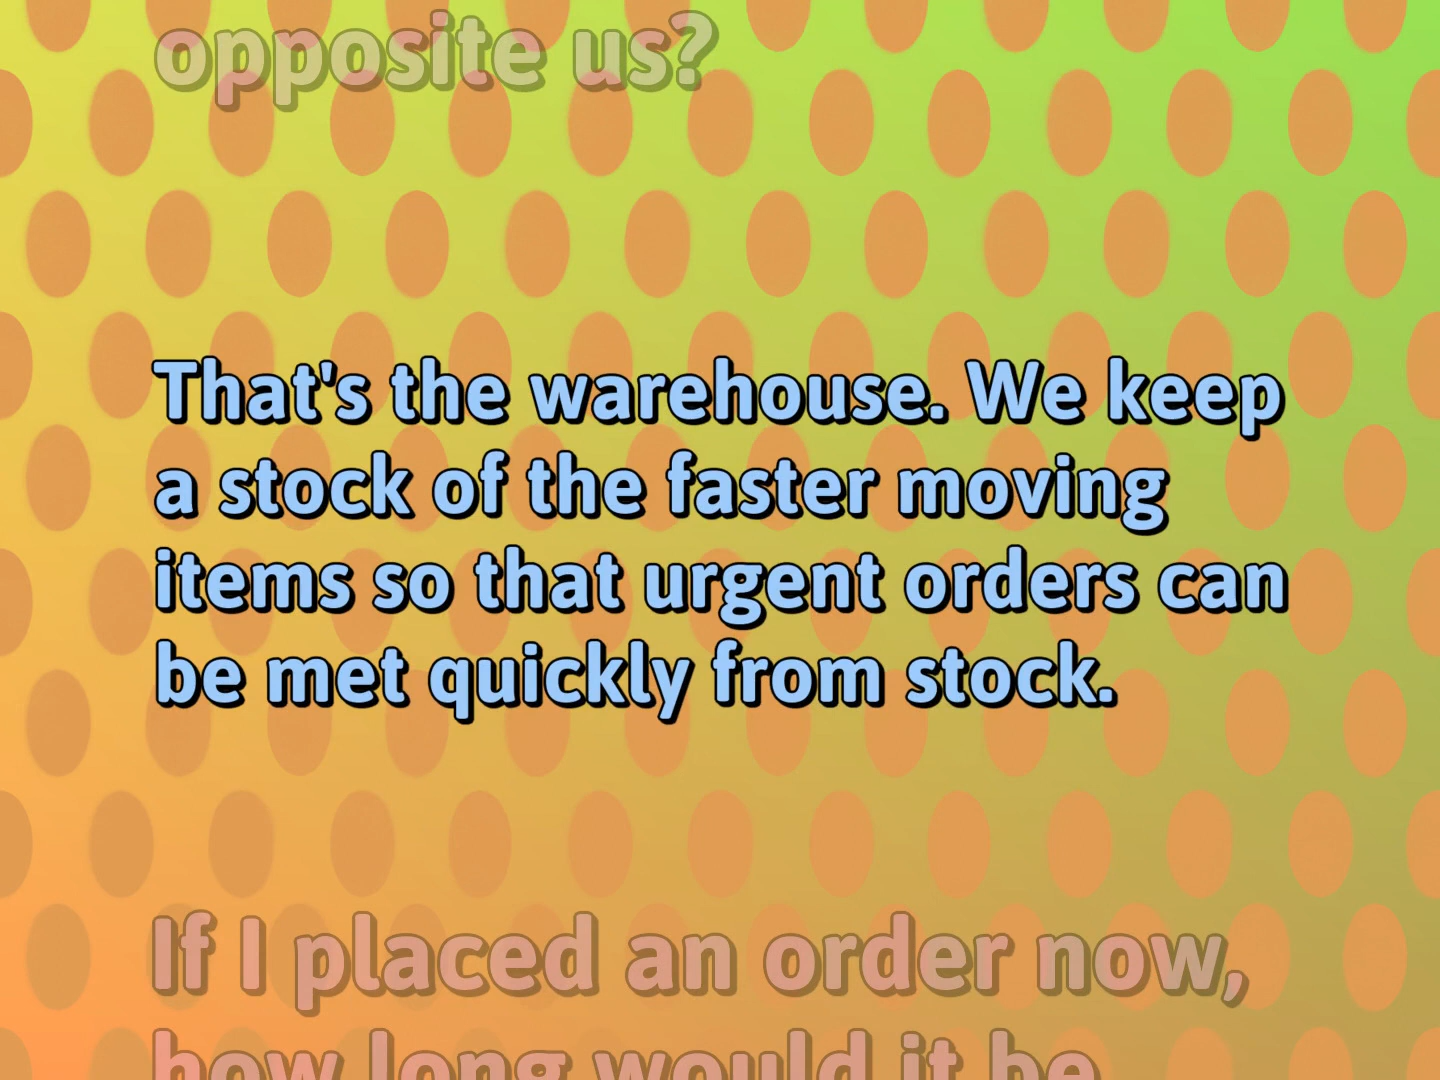 opposite us?
That's the warehouse. We keep
a stock of the faster moving
items so that urgent orders can
be met quickly from stock.
If I placed an order now,
how long would it be